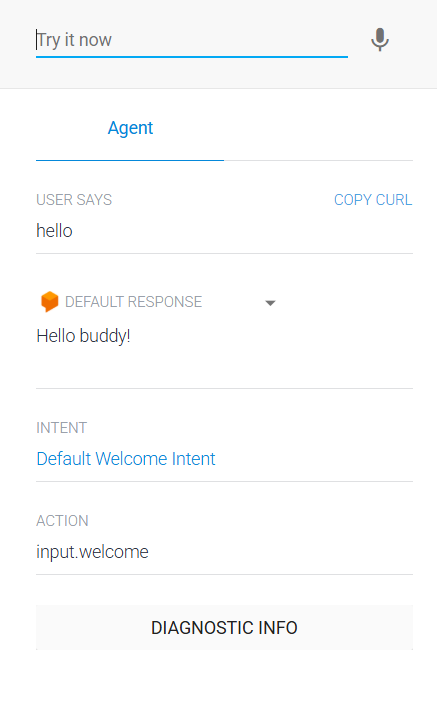 Try it now
Agent
USER SAYS COPY CURL
hello
DEFAULT RESPONSE
Hello buddy!
INTENT
Default Welcome Intent
ACTION
input.welcome
DIAGNOSTIC INFO